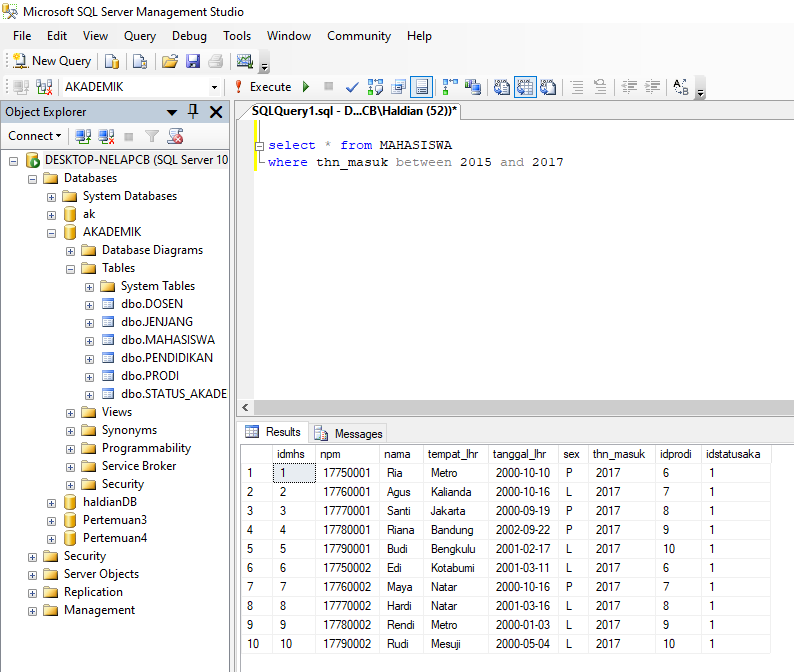 Microsoft SQL Server Management Studio
File Edit View Query Debug Tools Window Community Help
New Query
AKADEMIK Execute
Object Explorer
Connect
DESKTOP-NELAPCB (SQL Server 10
Databases
System Databases
ak
AKADEMIK
Database Diagrams
Tables
System Tables
dbo.DOSEN
dbo.JENJANG
dbo.MAHASISWA
dbo.PENDIDIKAN
dbo.PRODI
dbo.STATUS_AKADE
Views
Synonyms
Programmability
Service Broker
Security
haldianDB
Pertemuan3
Pertemuan4
Security
Server Objects
Replication
Management
SQLQuery1.sql - D...CB\Haldian (52))*
select * from MAHASISWA
where thn_masuk between 2015 and 2017
Results Messages
idmhs npm nama tempat_lhr tanggal_lhr sex thn_masuk idprodi idstatusaka
1 1 17750001 Ria Metro 2000-10-10 P 2017 6 1
2 2 17760001 Agus Kalianda 2000-10-16 L 2017 7 1
3 3 17770001 Santi Jakarta 2000-09-19 P 2017 8 1
4 4 17780001 Riana Bandung 2002-09-22 P 2017 9 1
5 5 17790001 Budi Bengkulu 2001-02-17 L 2017 10 1
6 6 17750002 Edi Kotabumi 2001-03-11 L 2017 6 1
7 7 17760002 Maya Natar 2000-10-16 P 2017 7 1
8 8 17770002 Hardi Natar 2001-03-16 L 2017 8 1
9 9 17780002 Rendi Metro 2000-01-03 L 2017 9 1
10 10 17790002 Rudi Mesuji 2000-05-04 L 2017 10 1